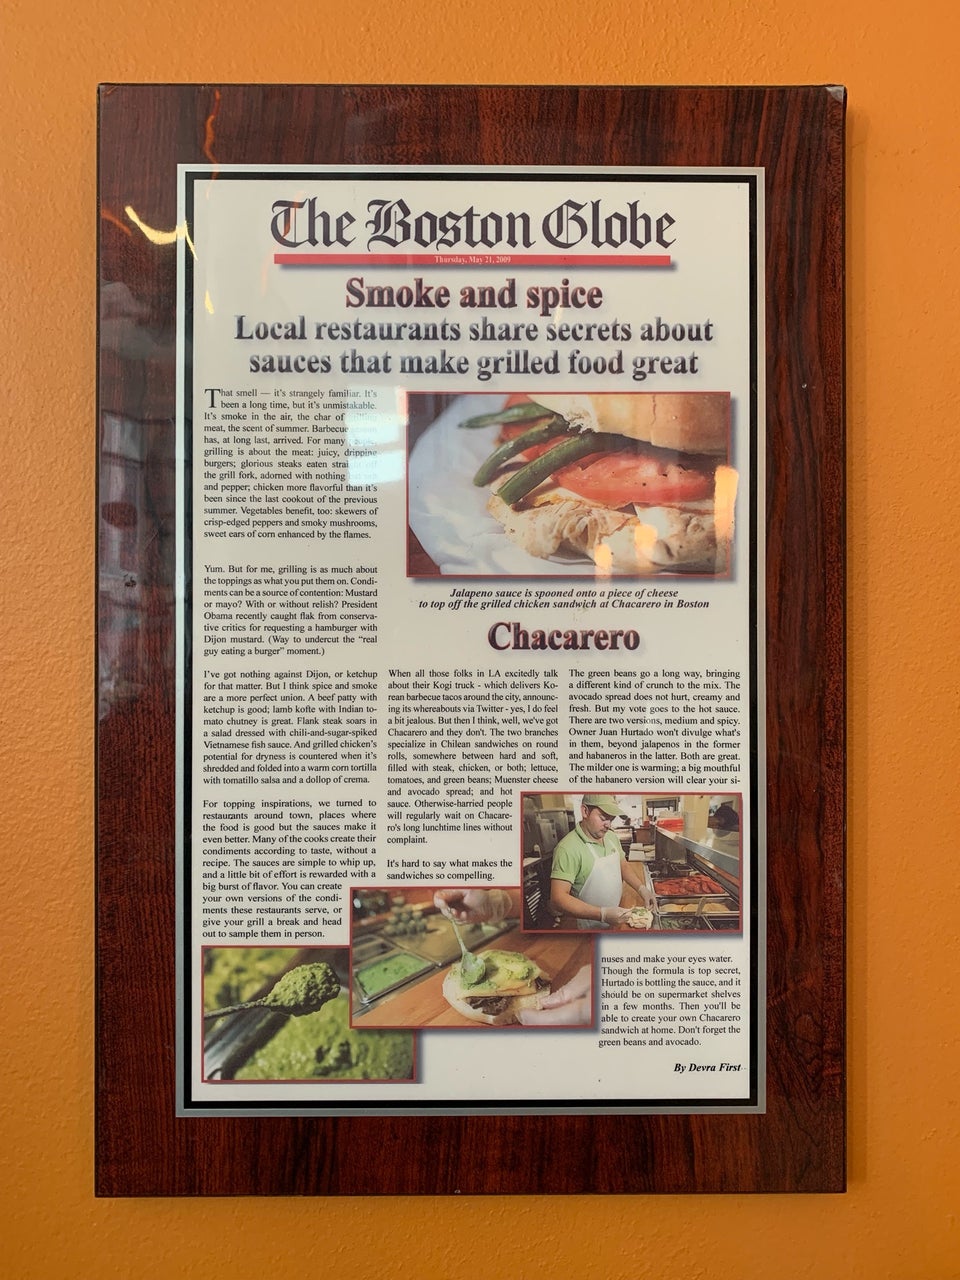 The Boston Globe
Thursday, May 21, 2009
Smoke and spice
Local restaurants share secrets about
sauces that make grilled food great
That smell — it's strangely familiar. It's
been a long time, but it's unmistakable.
It's smoke in the air, the char of grilling
meat, the scent of summer. Barbecue season
has, at long last, arrived. For many people,
grilling is about the meat: juicy, dripping
burgers; glorious steaks eaten straight off
the grill fork, adorned with nothing but salt
and pepper; chicken more flavorful than it's
been since the last cookout of the previous
summer. Vegetables benefit, too: skewers of
crisp-edged peppers and smoky mushrooms,
sweet ears of corn enhanced by the flames.
Yum. But for me, grilling is as much about
the toppings as what you put them on. Condi-
ments can be a source of contention: Mustard
or mayo? With or without relish? President
Obama recently caught flak from conserva-
tive critics for requesting a hamburger with
Dijon mustard. (Way to undercut the "real
guy eating a burger" moment.)
I've got nothing against Dijon, or ketchup
for that matter. But I think spice and smoke
are a more perfect union. A beef patty with
ketchup is good; lamb kofte with Indian to-
mato chutney is great. Flank steak soars in
a salad dressed with chili-and-sugar-spiked
Vietnamese fish sauce. And grilled chicken's
potential for dryness is countered when it's
shredded and folded into a warm corn tortilla
with tomatillo salsa and a dollop of crema.
For topping inspirations, we turned to
restaurants around town, places where
the food is good but the sauces make it
even better. Many of the cooks create their
condiments according to taste, without a
recipe. The sauces are simple to whip up,
and a little bit of effort is rewarded with a
big burst of flavor. You can create
your own versions of the condi-
ments these restaurants serve, or
give your grill a break and head
out to sample them in person.
Jalapeno sauce is spooned onto a piece of cheese
to top off the grilled chicken sandwich at Chacarero in Boston
Chacarero
When all those folks in LA excitedly talk
about their Kogi truck - which delivers Ko-
rean barbecue tacos around the city, announc-
ing its whereabouts via Twitter - yes, I do feel
a bit jealous. But then I think, well, we've got
Chacarero and they don't. The two branches
specialize in Chilean sandwiches on round
rolls, somewhere between hard and soft,
filled with steak, chicken, or both; lettuce,
tomatoes, and green beans; Muenster cheese
and avocado spread; and hot
sauce. Otherwise-harried people
will regularly wait on Chacare-
ro's long lunchtime lines without
complaint.
It's hard to say what makes the
sandwiches so compelling.
The green beans go a long way, bringing
a different kind of crunch to the mix. The
avocado spread does not hurt, creamy and
fresh. But my vote goes to the hot sauce.
There are two versions, medium and spicy.
Owner Juan Hurtado won't divulge what's
in them, beyond jalapenos in the former
and habaneros in the latter. Both are great.
The milder one is warming; a big mouthful
of the habanero version will clear your si-
nuses and make your eyes water.
Though the formula is top secret,
Hurtado is bottling the sauce, and it
should be on supermarket shelves
in a few months. Then you'll be
able to create your own Chacarero
sandwich at home. Don't forget the
green beans and avocado.
By Devra First